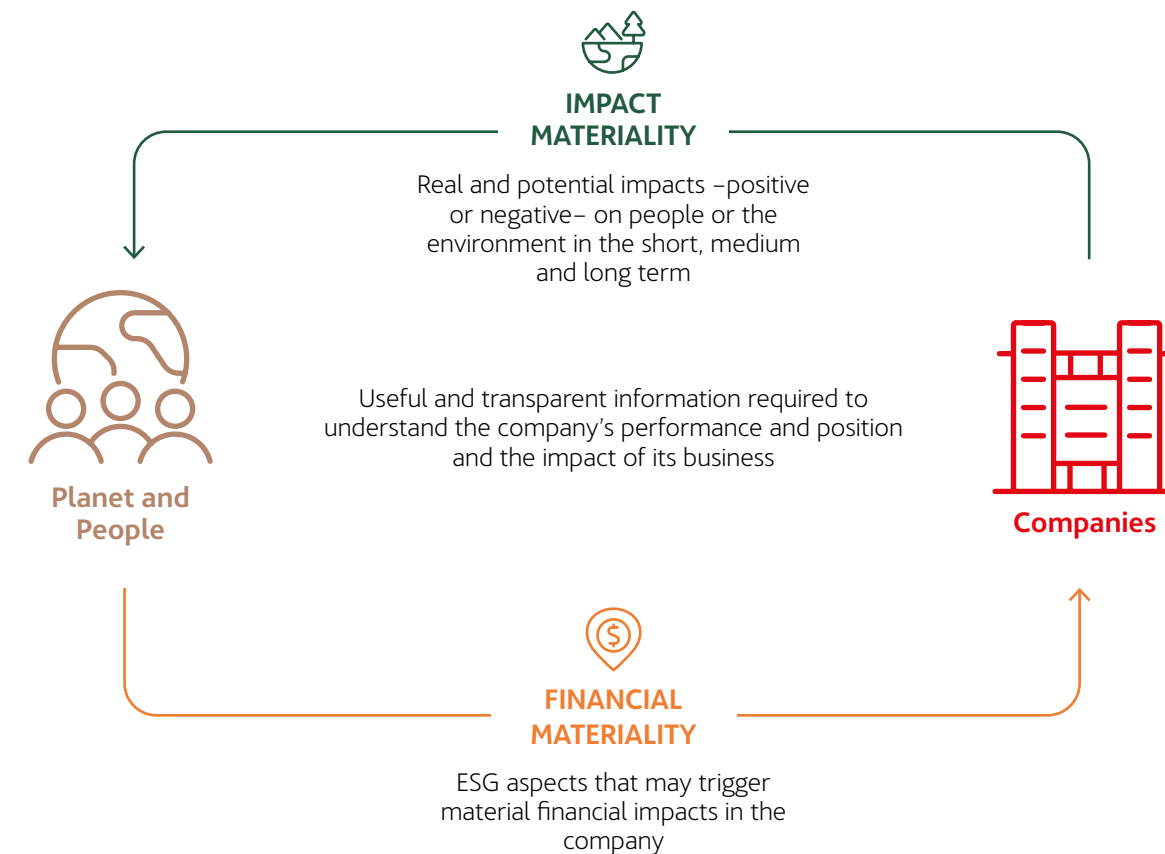 IMPACT
MATERIALITY
Real and potential impacts –positive
or negative– on people or the
environment in the short, medium
and long term
Useful and transparent information required to
understand the company’s performance and position
and the impact of its business
Planet and
People
Companies
$
FINANCIAL
MATERIALITY
ESG aspects that may trigger
material financial impacts in the
company